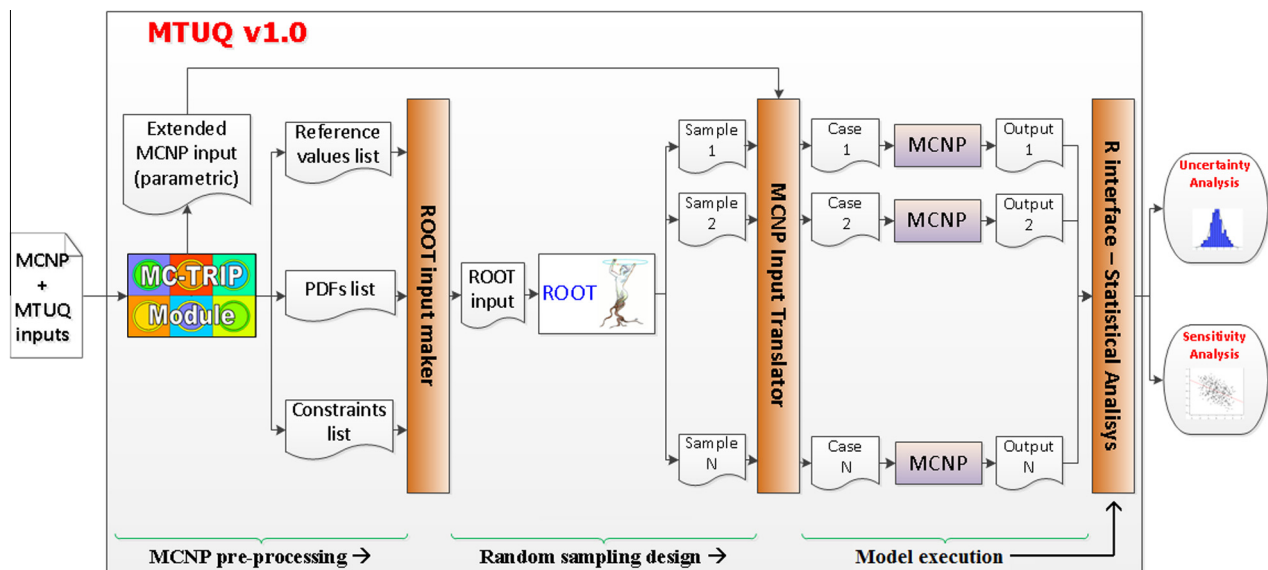 MTUQ v1.0
MCNP
+
MTUQ
inputs
Extended
MCNP input
(parametric)
MC-TRIP
Module
Reference
values list
PDFs list
Constraints
list
ROOT input maker
ROOT
input
ROOT
Sample
1
Sample
2
Sample
N
MCNP Input Translator
Case
1
MCNP
Output
1
Case
2
MCNP
Output
2
Case
N
MCNP
Output
N
R interface – Statistical Analisys
Uncertainty
Analysis
Sensitivity
Analysis
MCNP pre-processing →
Random sampling design →
Model execution